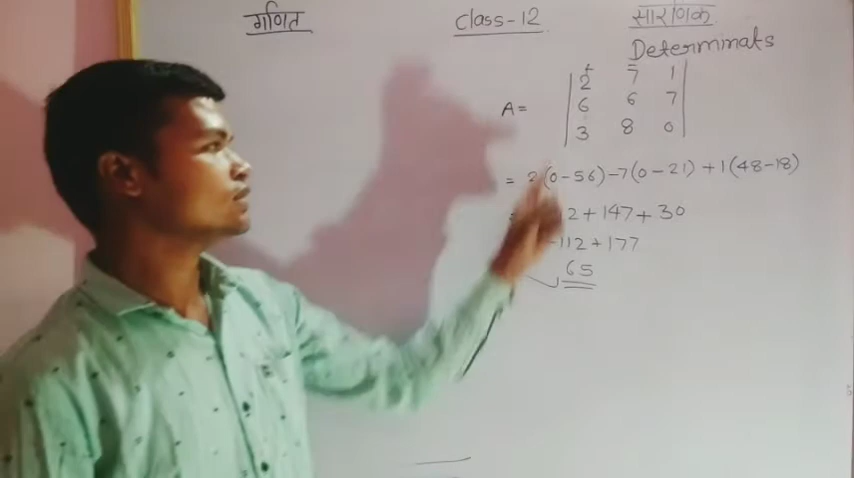 गणित Class-12 सारणिक
Determinats
A = | 2 7 1 |
| 6 6 7 |
| 3 8 0 |
= 2(0-56)-7(0-21)+1(48-18)
12+147+30
-112+177
65